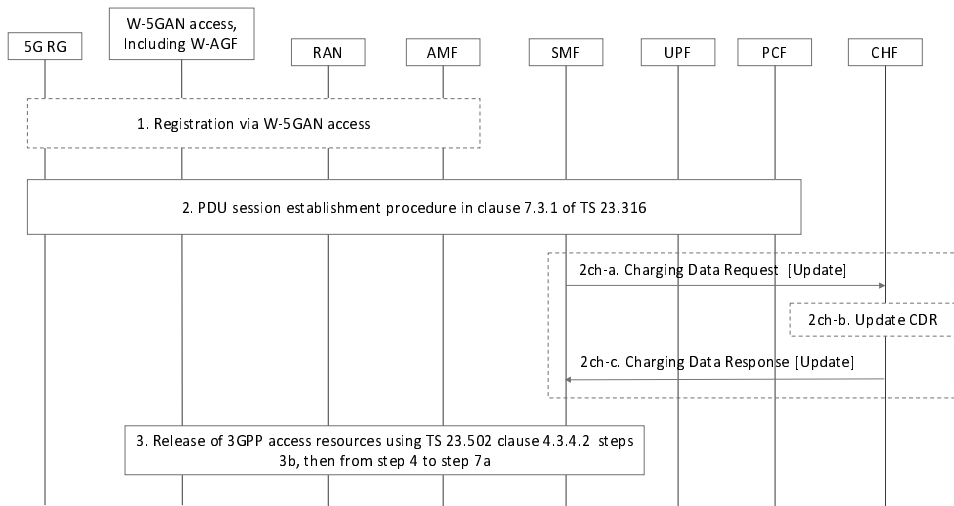 5G RG
W-5GAN access,
Including W-AGF
RAN
AMF
SMF
UPF
PCF
CHF
1. Registration via W-5GAN access
2. PDU session establishment procedure in clause 7.3.1 of TS 23.316
2ch-a. Charging Data Request [Update]
2ch-b. Update CDR
2ch-c. Charging Data Response [Update]
3. Release of 3GPP access resources using TS 23.502 clause 4.3.4.2 steps
3b, then from step 4 to step 7a